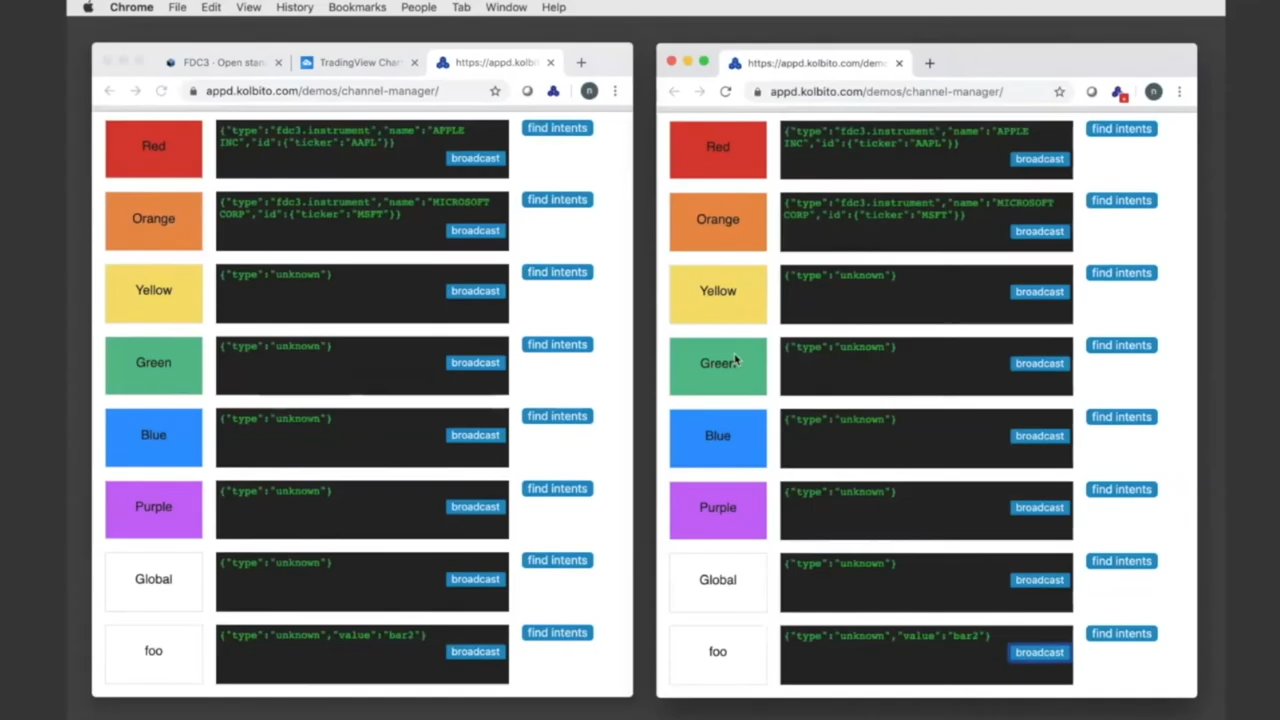 Chrome File Edit View History Bookmarks People Tab Window Help
FDC3 · Open stan
TradingView Char
https://appd.kolbit
appd.kolbito.com/demos/channel-manager/
n
Red
{"type":"fdc3.instrument","name":"APPLE
INC","id":{"ticker":"AAPL"}}
broadcast
find intents
Orange
{"type":"fdc3.instrument","name":"MICROSOFT
CORP","id":{"ticker":"MSFT"}}
broadcast
find intents
Yellow
{"type":"unknown"}
broadcast
find intents
Green
{"type":"unknown"}
broadcast
find intents
Blue
{"type":"unknown"}
broadcast
find intents
Purple
{"type":"unknown"}
broadcast
find intents
Global
{"type":"unknown"}
broadcast
find intents
foo
{"type":"unknown","value":"bar2"}
broadcast
find intents
https://appd.kolbito.com/demo
appd.kolbito.com/demos/channel-manager/
n
Red
{"type":"fdc3.instrument","name":"APPLE
INC","id":{"ticker":"AAPL"}}
broadcast
find intents
Orange
{"type":"fdc3.instrument","name":"MICROSOFT
CORP","id":{"ticker":"MSFT"}}
broadcast
find intents
Yellow
{"type":"unknown"}
broadcast
find intents
Green
{"type":"unknown"}
broadcast
find intents
Blue
{"type":"unknown"}
broadcast
find intents
Purple
{"type":"unknown"}
broadcast
find intents
Global
{"type":"unknown"}
broadcast
find intents
foo
{"type":"unknown","value":"bar2"}
broadcast
find intents